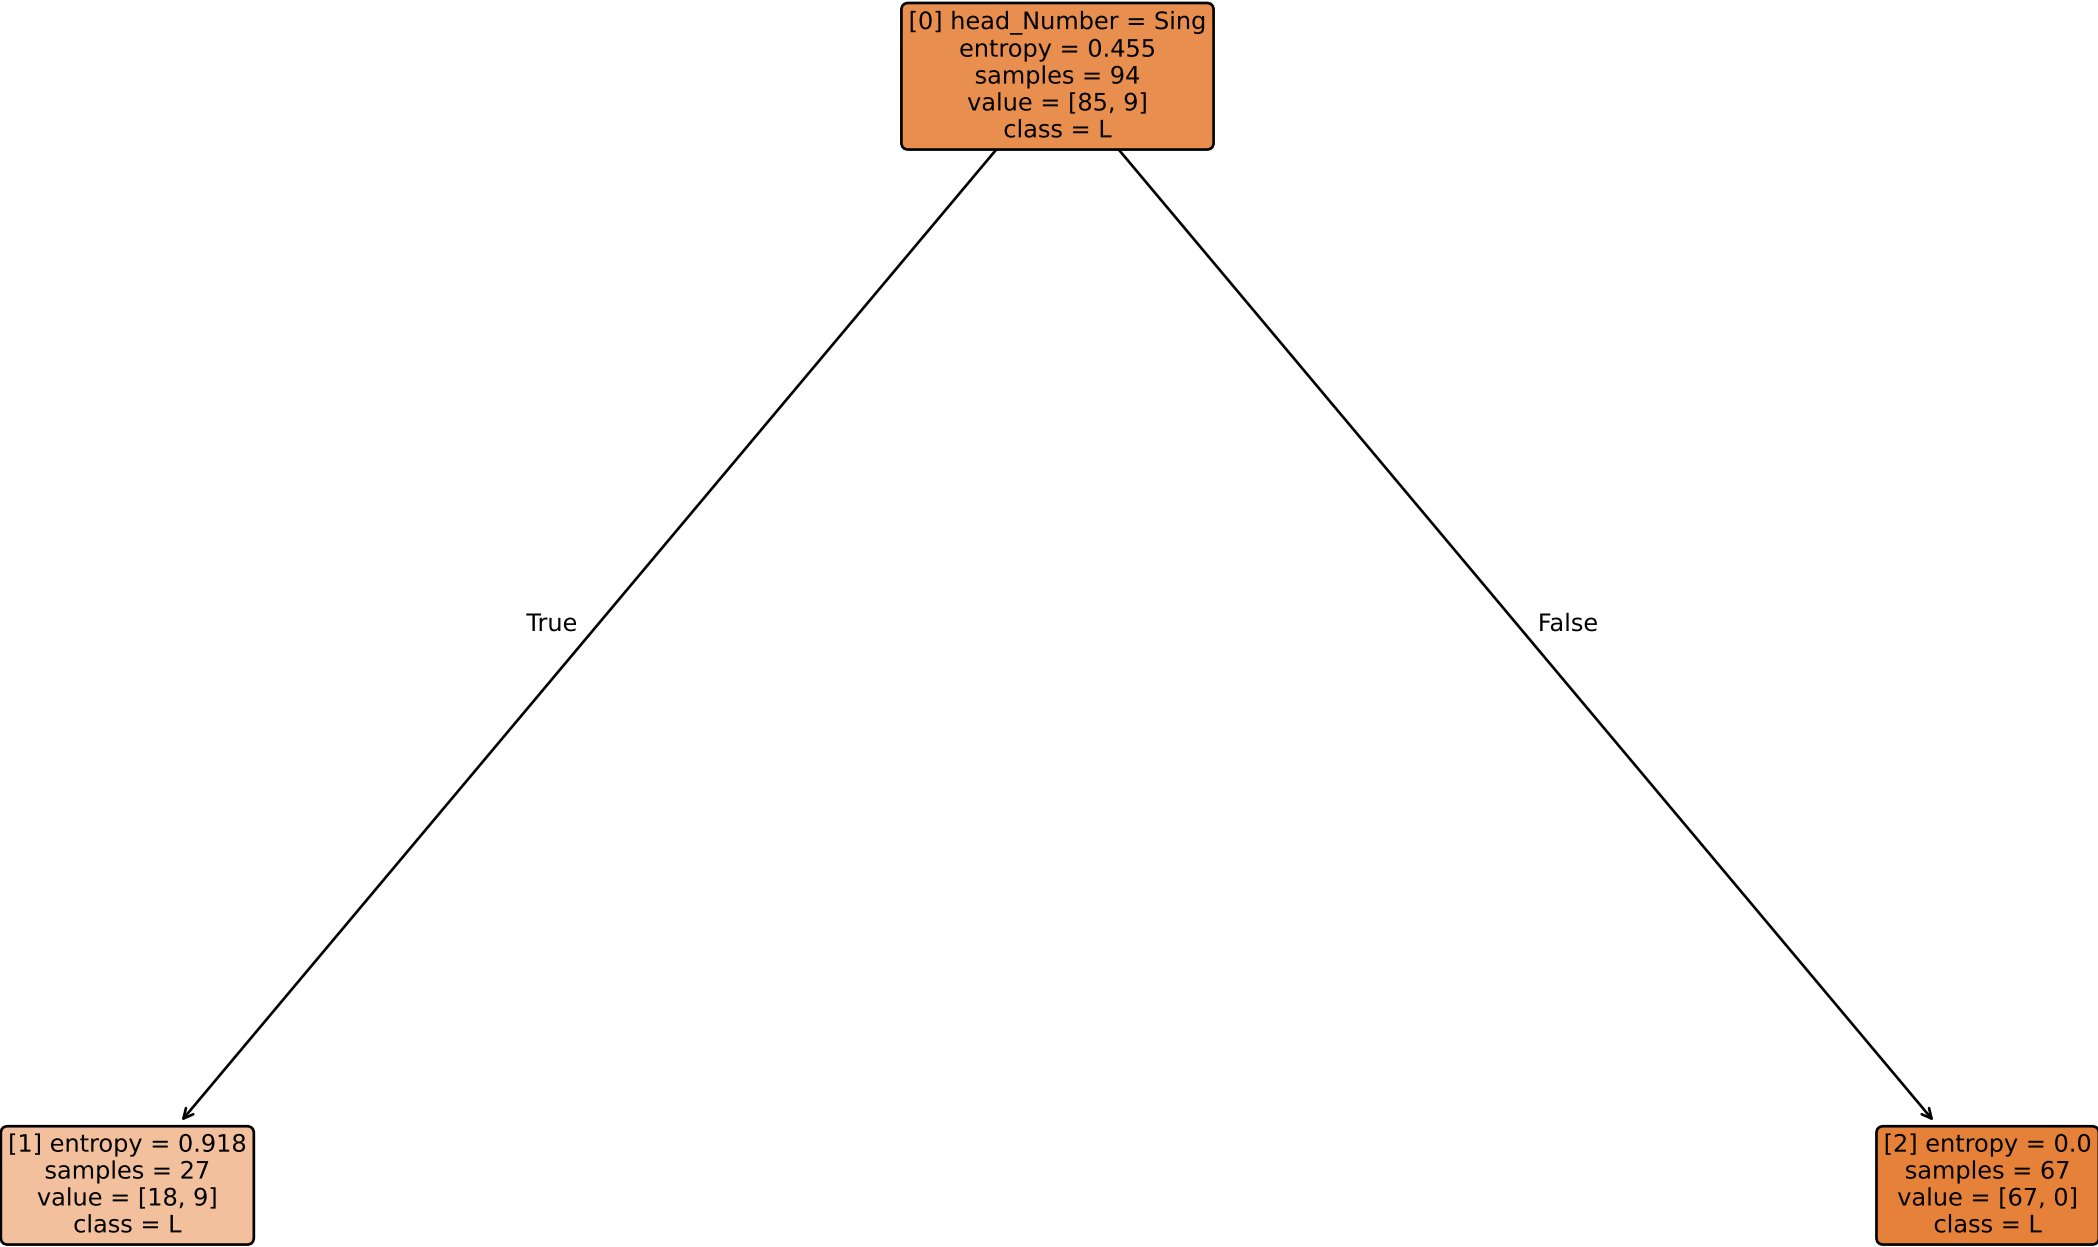 [0] head_Number = Sing
entropy = 0.455
samples = 94
value = [85, 9]
class = L
True
False
[1] entropy = 0.918
samples = 27
value = [18, 9]
class = L
[2] entropy = 0.0
samples = 67
value = [67, 0]
class = L